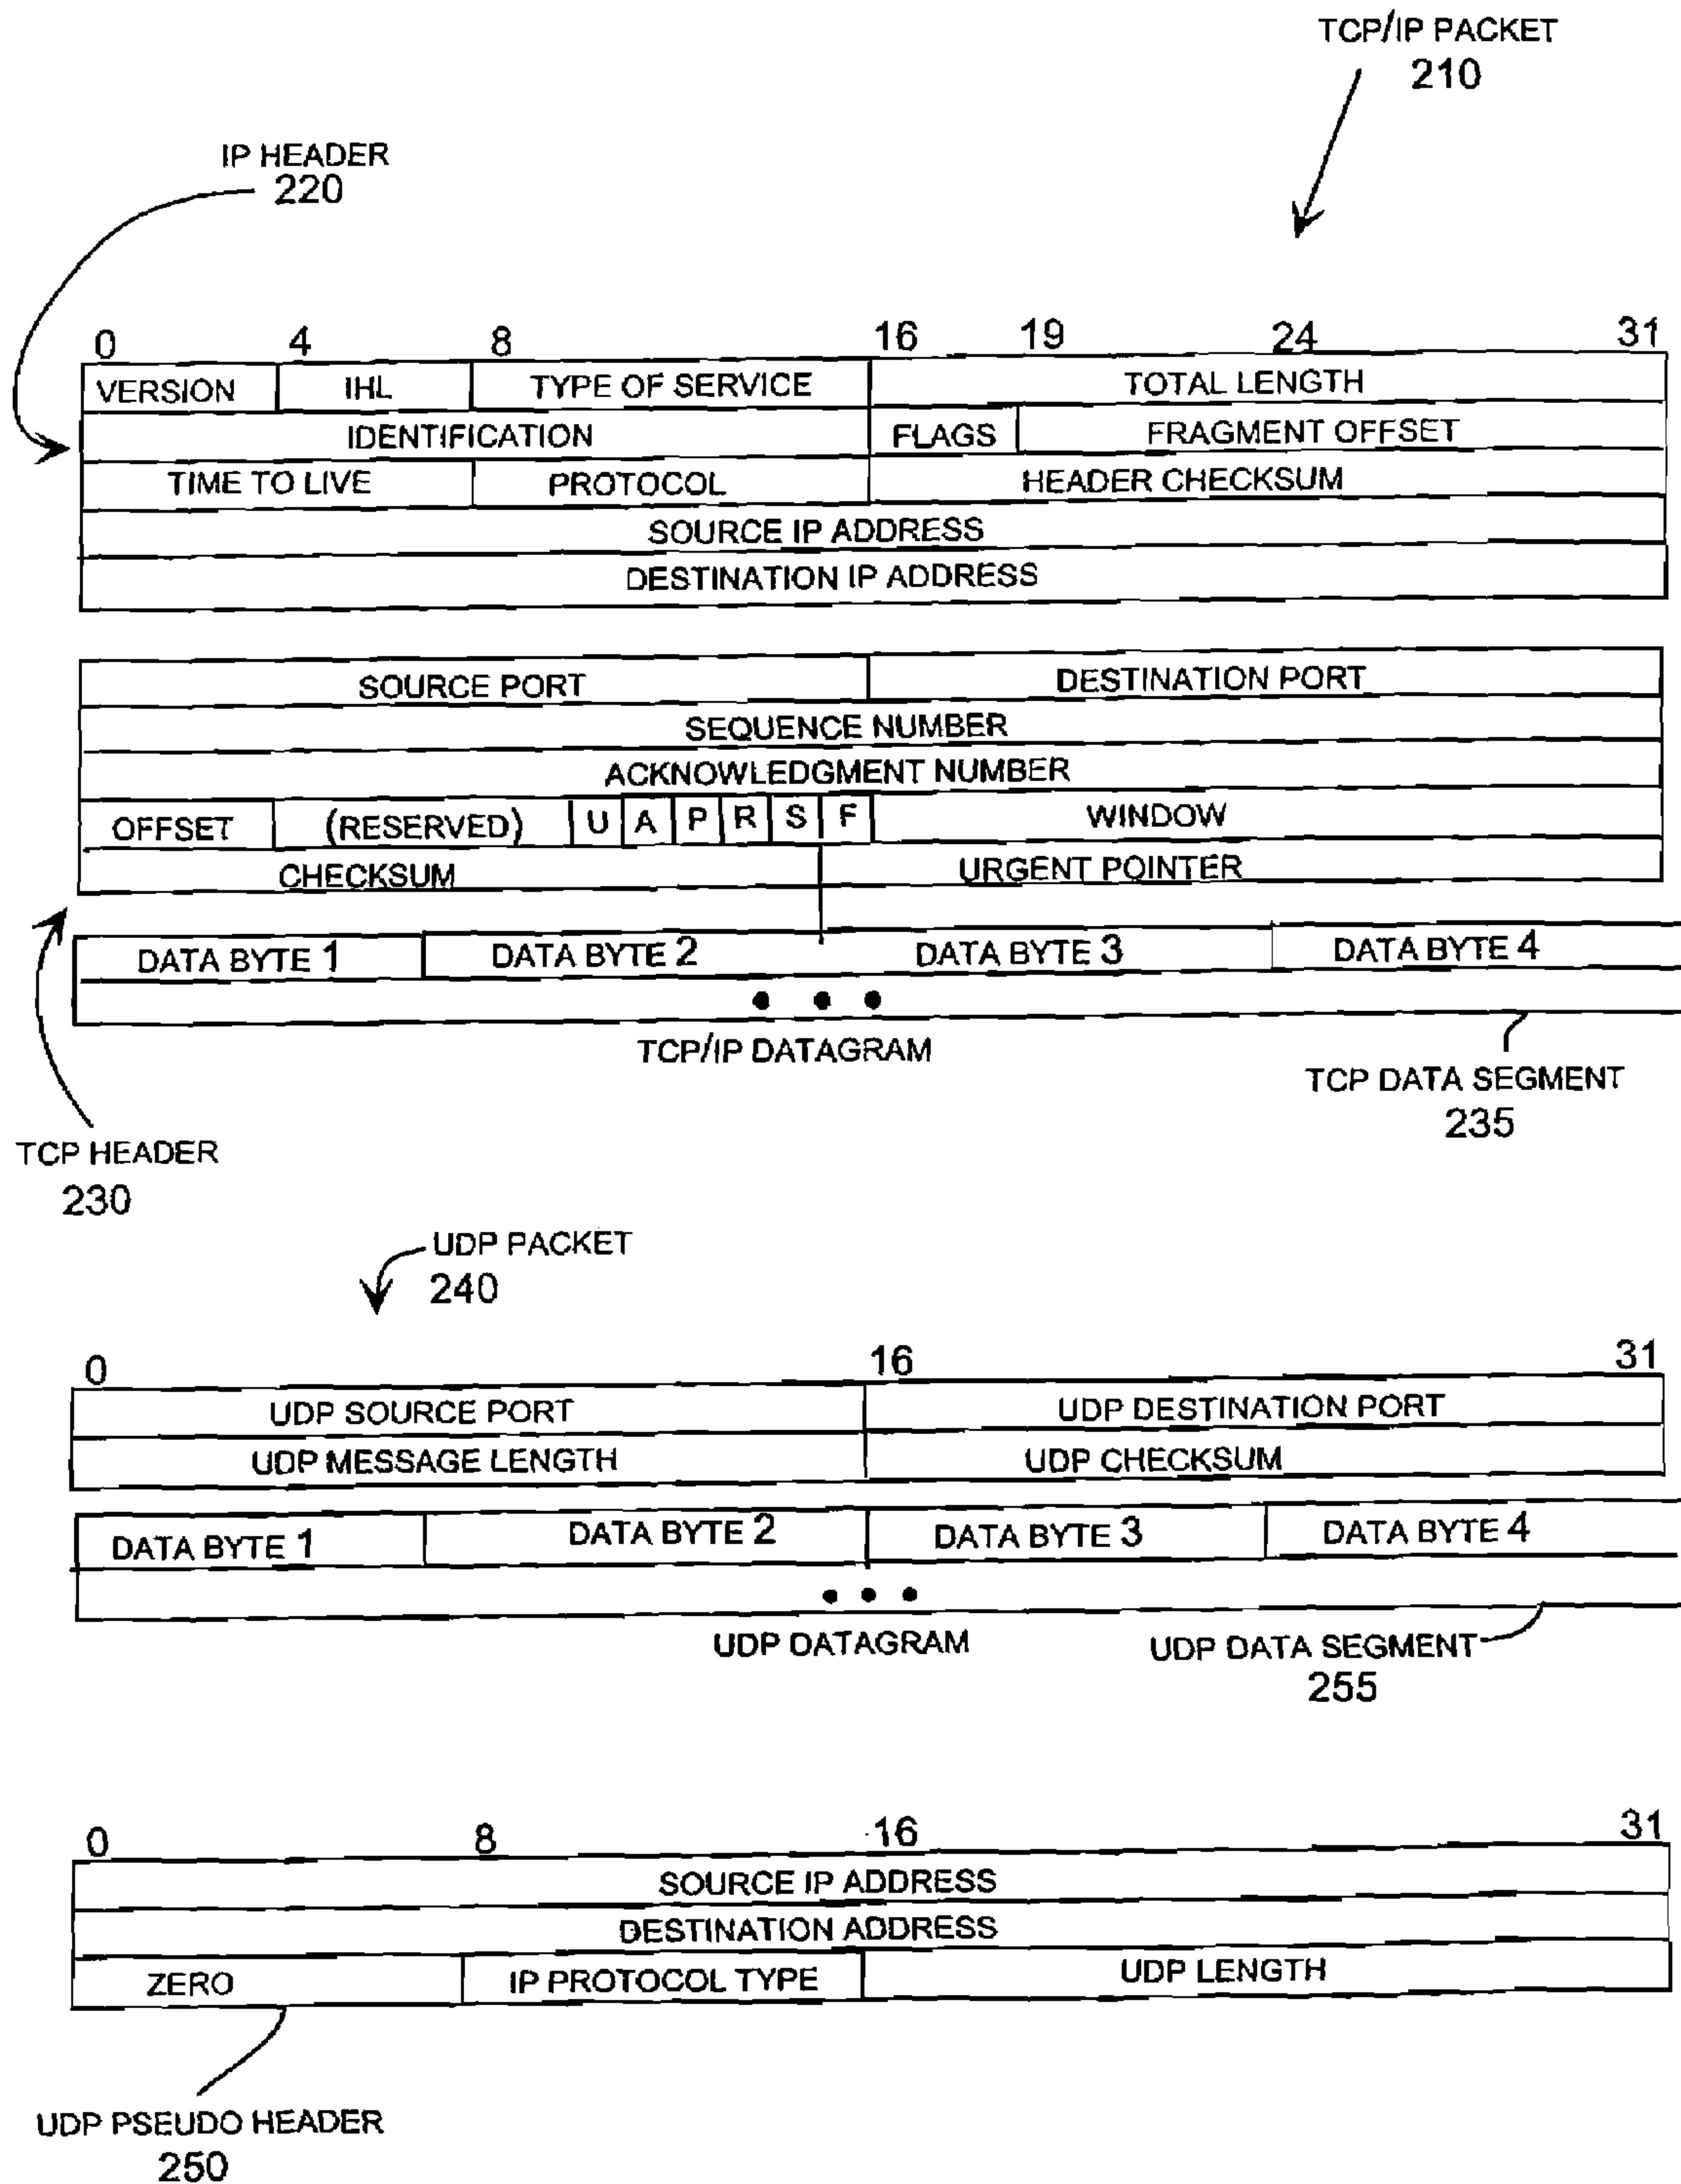 TCP/IP PACKET
210
IP HEADER
220
0 4 8 16 19 24 31
VERSION IHL TYPE OF SERVICE TOTAL LENGTH
IDENTIFICATION FLAGS FRAGMENT OFFSET
TIME TO LIVE PROTOCOL HEADER CHECKSUM
SOURCE IP ADDRESS
DESTINATION IP ADDRESS
SOURCE PORT DESTINATION PORT
SEQUENCE NUMBER
ACKNOWLEDGMENT NUMBER
OFFSET (RESERVED) U A P R S F WINDOW
CHECKSUM URGENT POINTER
DATA BYTE 1 DATA BYTE 2 DATA BYTE 3 DATA BYTE 4
• • •
TCP/IP DATAGRAM
TCP DATA SEGMENT
235
TCP HEADER
230
UDP PACKET
240
0 16 31
UDP SOURCE PORT UDP DESTINATION PORT
UDP MESSAGE LENGTH UDP CHECKSUM
DATA BYTE 1 DATA BYTE 2 DATA BYTE 3 DATA BYTE 4
• • •
UDP DATAGRAM
UDP DATA SEGMENT
255
0 8 16 31
SOURCE IP ADDRESS
DESTINATION ADDRESS
ZERO IP PROTOCOL TYPE UDP LENGTH
UDP PSEUDO HEADER
250